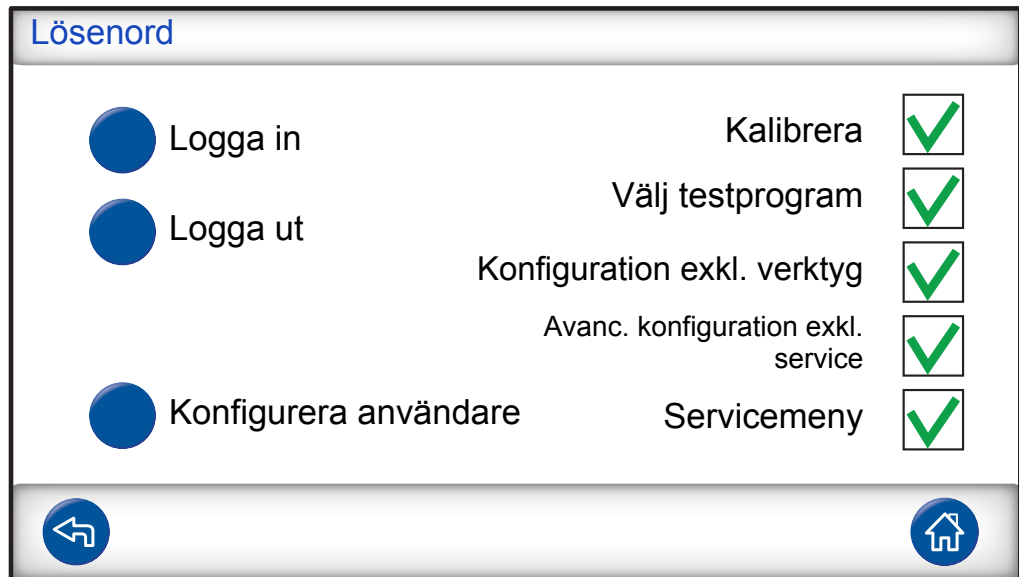 Lösenord
Logga in
Kalibrera
Välj testprogram
Logga ut
Konfiguration exkl. verktyg
Avanc. konfiguration exkl.
service
Konfigurera användare
Servicemeny